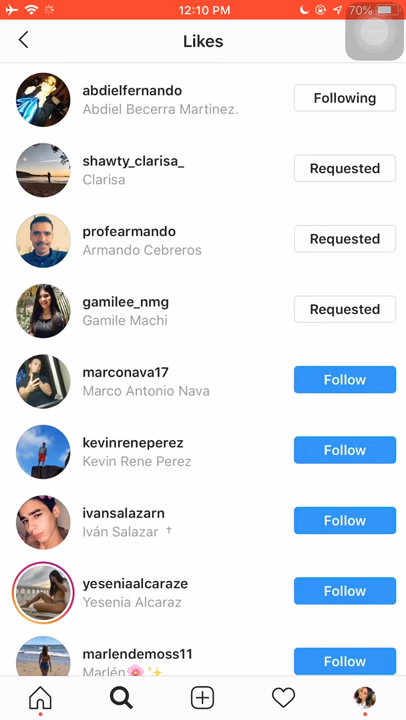 12:10 PM
70%
Likes
abdielfernando
Abdiel Becerra Martinez.
Following
shawty_clarisa_
Clarisa
Requested
profearmando
Armando Cebreros
Requested
gamilee_nmg
Gamile Machi
Requested
marconava17
Marco Antonio Nava
Follow
kevinreneperez
Kevin Rene Perez
Follow
ivansalazarn
Iván Salazar †
Follow
yeseniaalcaraze
Yesenia Alcaraz
Follow
marlendemoss11
Marlén🌸✨
Follow